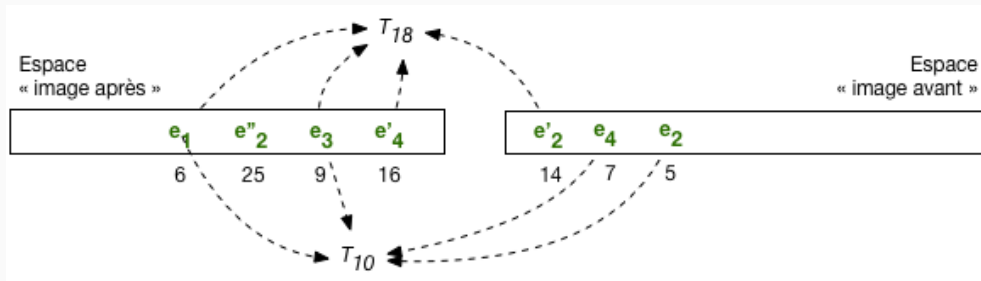 T18
Espace
« image après »
Espace
« image avant »
e1 e"2 e3 e'4 e'2 e4 e2
6 25 9 16 14 7 5
T10